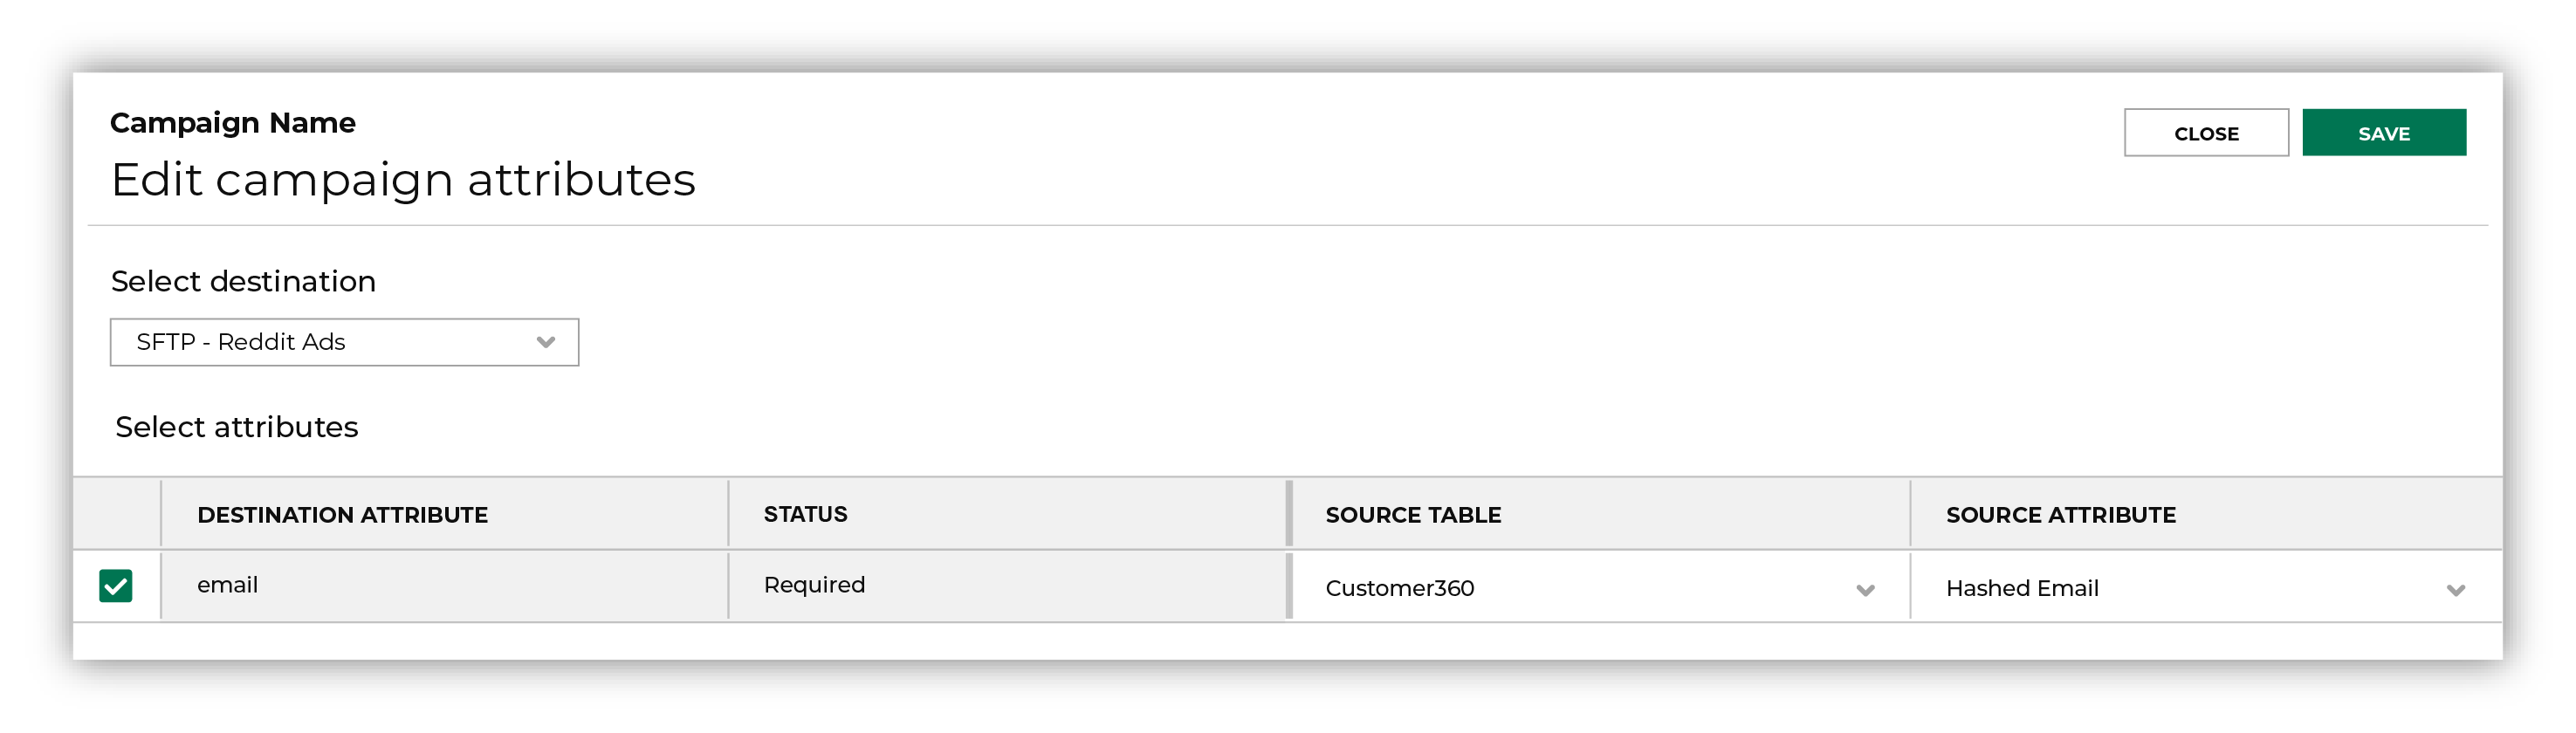 Campaign Name
CLOSE
SAVE
Edit campaign attributes
Select destination
SFTP - Reddit Ads
Select attributes
DESTINATION ATTRIBUTE STATUS SOURCE TABLE SOURCE ATTRIBUTE
email Required Customer360 Hashed Email